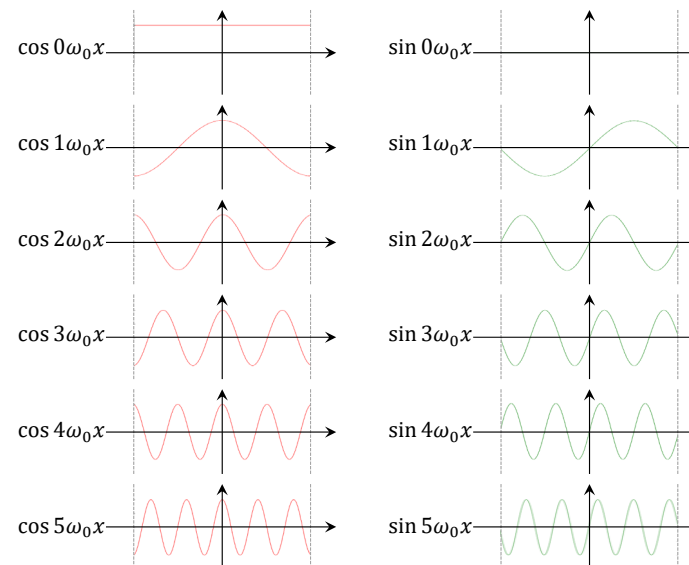 cos 0ω₀x
sin 0ω₀x
cos 1ω₀x
sin 1ω₀x
cos 2ω₀x
sin 2ω₀x
cos 3ω₀x
sin 3ω₀x
cos 4ω₀x
sin 4ω₀x
cos 5ω₀x
sin 5ω₀x